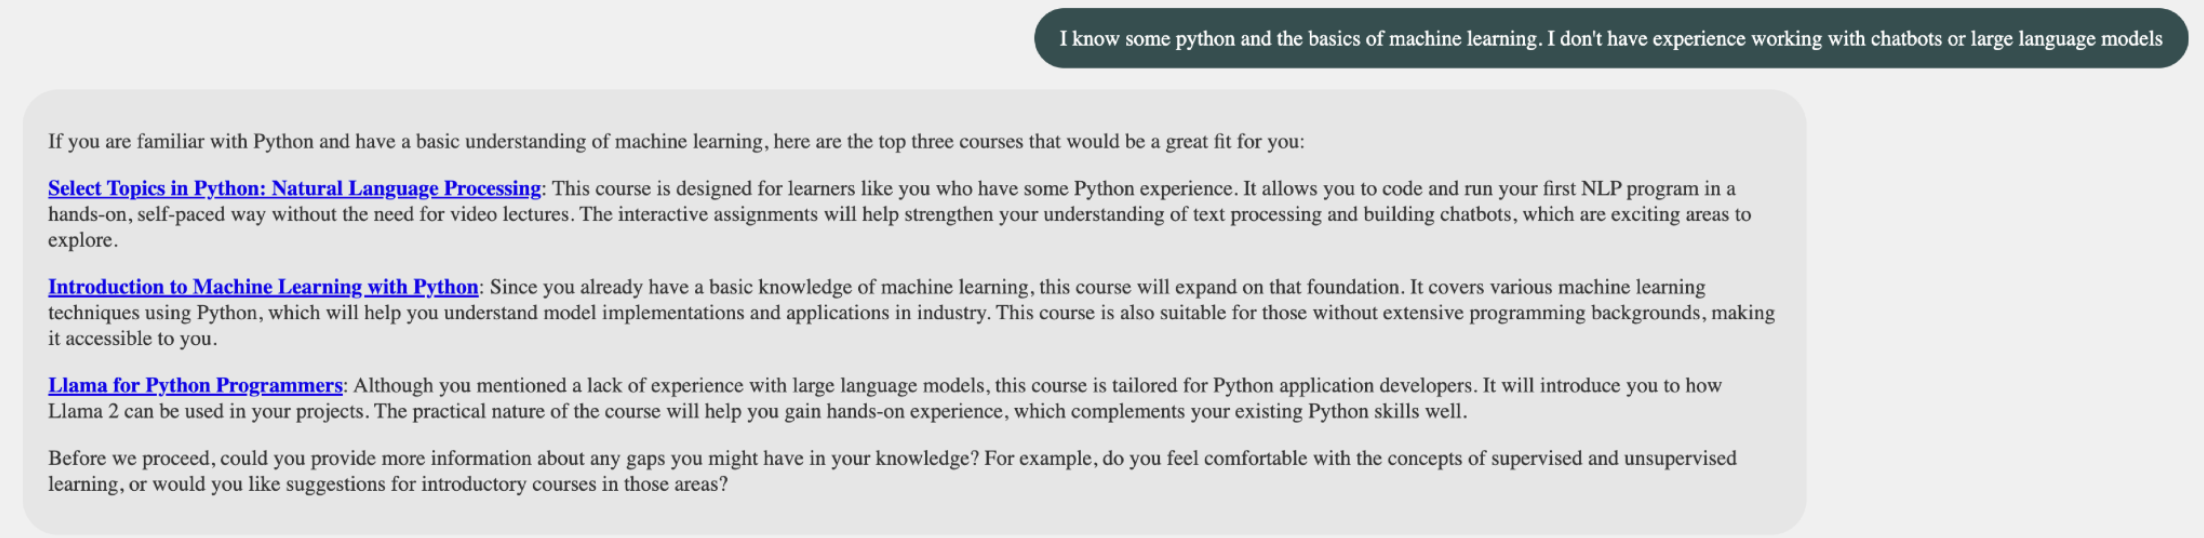 I know some python and the basics of machine learning. I don't have experience working with chatbots or large language models
If you are familiar with Python and have a basic understanding of machine learning, here are the top three courses that would be a great fit for you:
Select Topics in Python: Natural Language Processing: This course is designed for learners like you who have some Python experience. It allows you to code and run your first NLP program in a
hands-on, self-paced way without the need for video lectures. The interactive assignments will help strengthen your understanding of text processing and building chatbots, which are exciting areas to
explore.
Introduction to Machine Learning with Python: Since you already have a basic knowledge of machine learning, this course will expand on that foundation. It covers various machine learning
techniques using Python, which will help you understand model implementations and applications in industry. This course is also suitable for those without extensive programming backgrounds, making
it accessible to you.
Llama for Python Programmers: Although you mentioned a lack of experience with large language models, this course is tailored for Python application developers. It will introduce you to how
Llama 2 can be used in your projects. The practical nature of the course will help you gain hands-on experience, which complements your existing Python skills well.
Before we proceed, could you provide more information about any gaps you might have in your knowledge? For example, do you feel comfortable with the concepts of supervised and unsupervised
learning, or would you like suggestions for introductory courses in those areas?